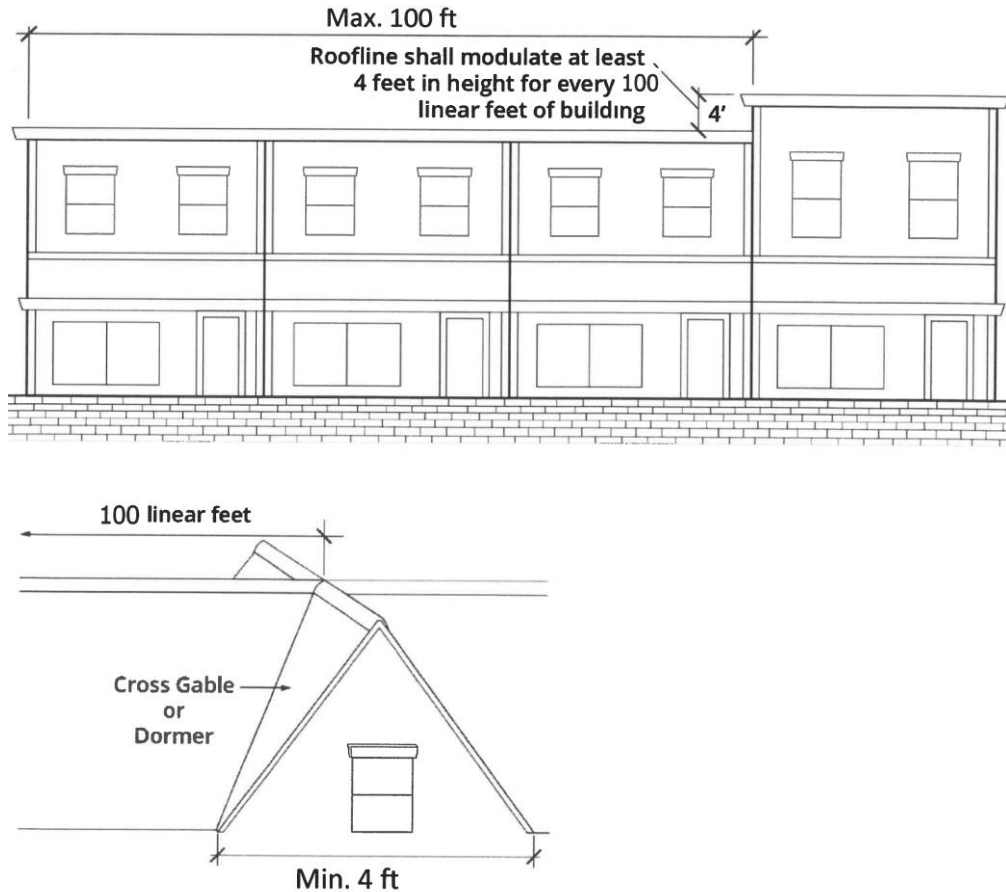 Max. 100 ft
Roofline shall modulate at least
4 feet in height for every 100
linear feet of building
4'
100 linear feet
Cross Gable
or
Dormer
Min. 4 ft